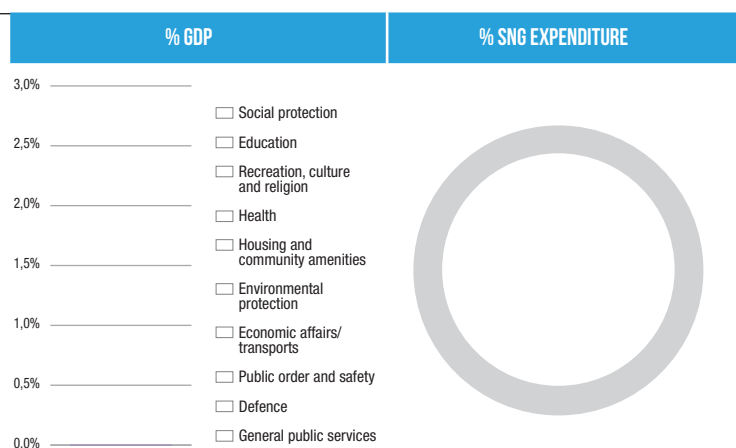 % GDP
% SNG EXPENDITURE
3,0%
2,5%
2,0%
1,5%
1,0%
0,5%
0.0%
Social protection
Education
Recreation, culture
and religion
Health
Housing and
community amenities
Environmental
protection
Economic affairs/
transports
Public order and safety
Defence
General public services